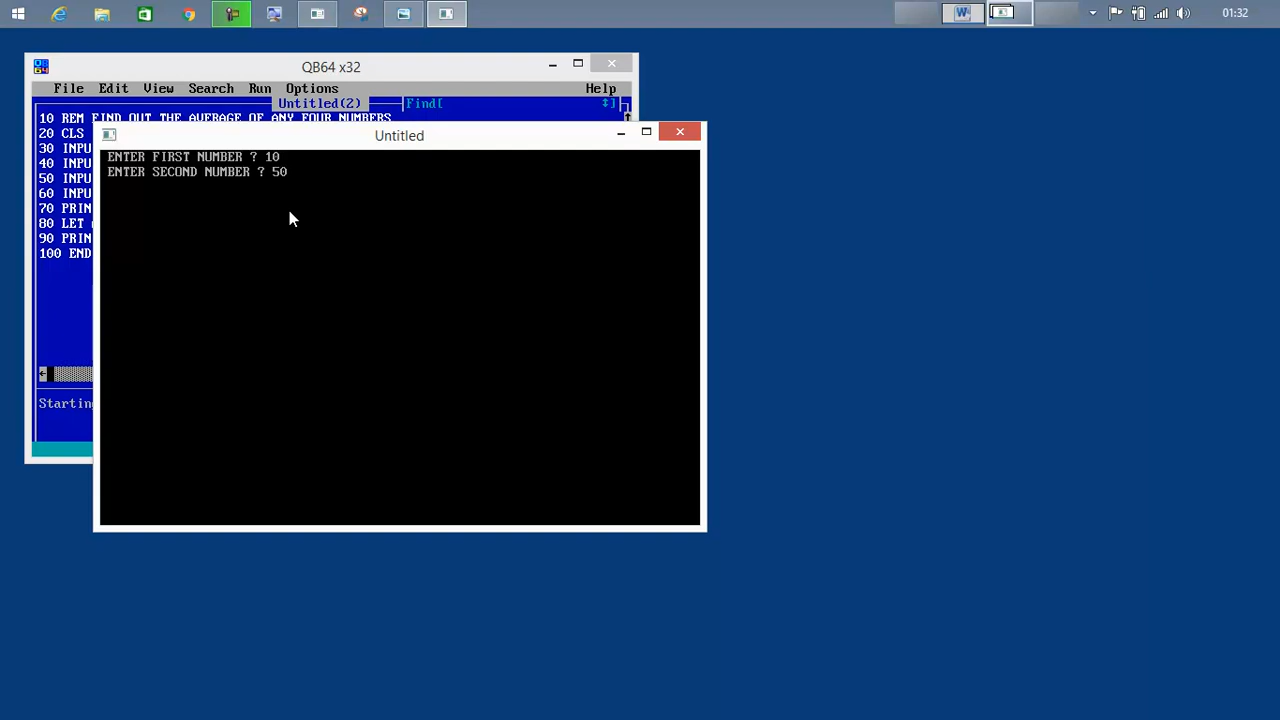 01:32
QB64 x32
File Edit View Search Run Options Help
Untitled(2) Find[
10 REM FIND OUT THE AVERAGE OF ANY FOUR NUMBERS
20 CLS
30 INPU
40 INPU
50 INPU
60 INPU
70 PRIN
80 LET
90 PRIN
100 END
Starting
Untitled
ENTER FIRST NUMBER ? 10
ENTER SECOND NUMBER ? 50